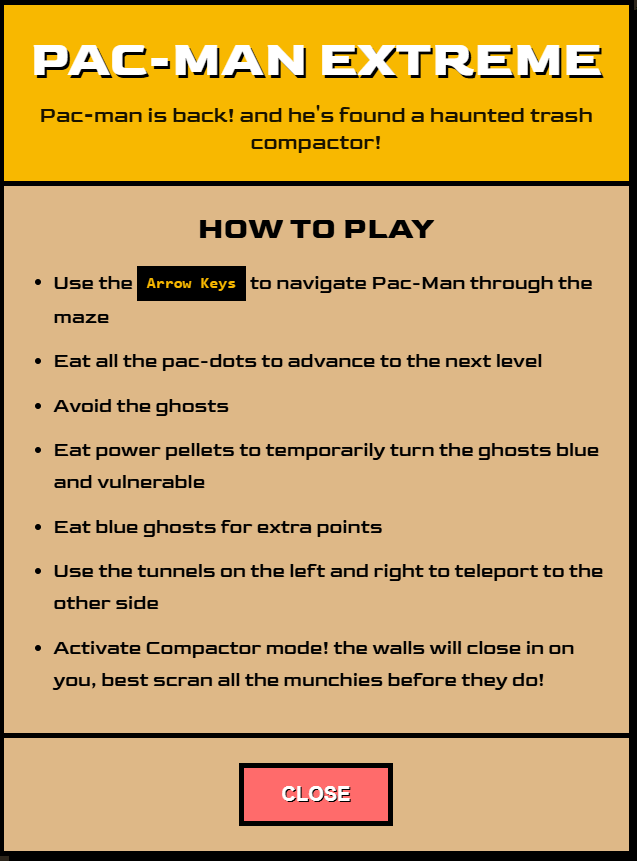 PAC-MAN EXTREME
Pac-man is back! and he's found a haunted trash
compactor!
HOW TO PLAY
• Use the Arrow Keys to navigate Pac-Man through the
maze
• Eat all the pac-dots to advance to the next level
• Avoid the ghosts
• Eat power pellets to temporarily turn the ghosts blue
and vulnerable
• Eat blue ghosts for extra points
• Use the tunnels on the left and right to teleport to the
other side
• Activate Compactor mode! the walls will close in on
you, best scran all the munchies before they do!
CLOSE